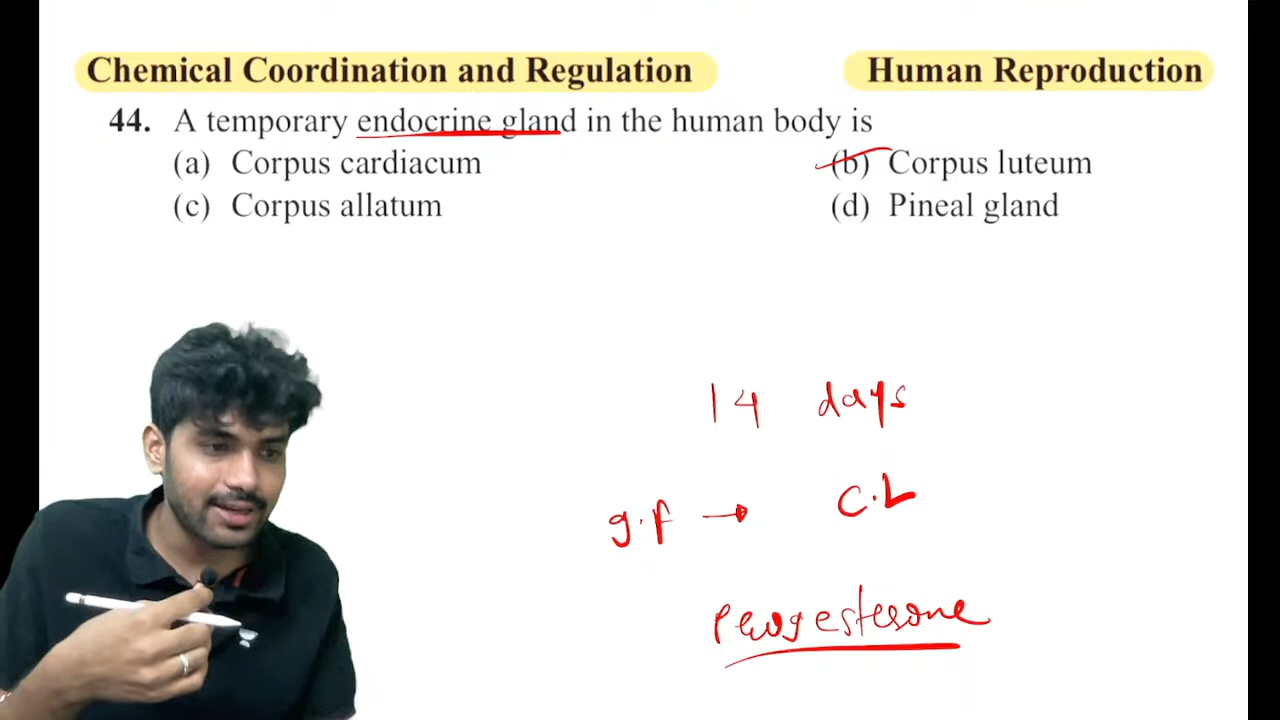 Chemical Coordination and Regulation Human Reproduction
44. A temporary endocrine gland in the human body is
(a) Corpus cardiacum (b) Corpus luteum
(c) Corpus allatum (d) Pineal gland
14 days
g.f → C.L
Progesterone